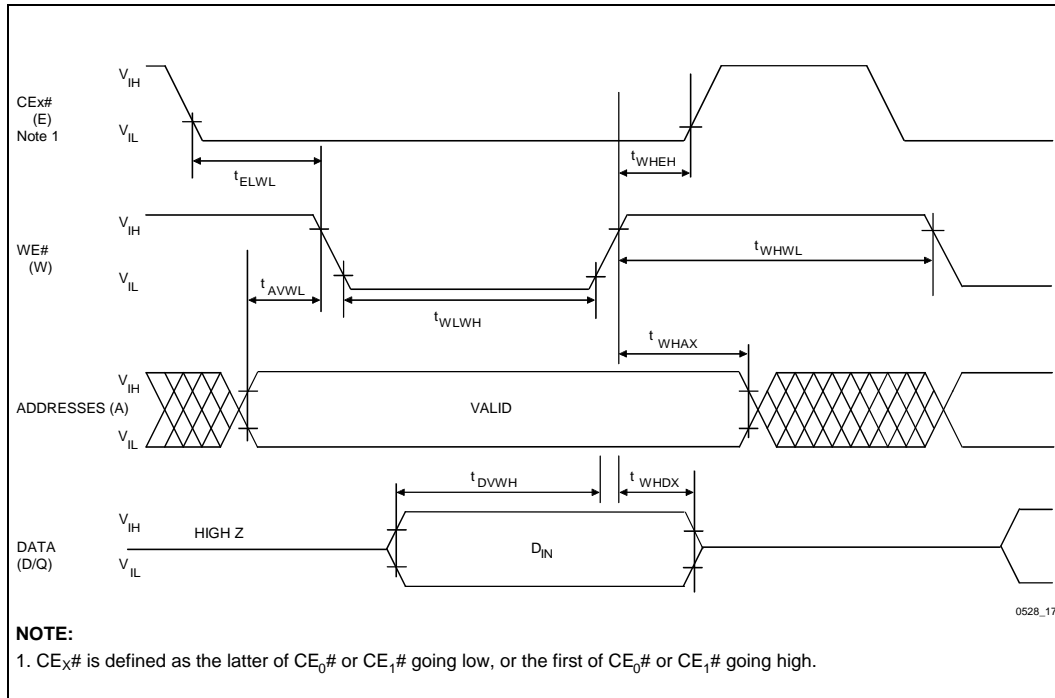 V_IH
CEx#
(E)
Note 1
V_IL
t_WHEH
t_ELWL
V_IH
WE#
(W)
V_IL
t_WHWL
t_AVWL
t_WLWH
t_WHAX
V_IH
ADDRESSES (A)
VALID
V_IL
t_DVWH
t_WHDX
V_IH
HIGH Z
DATA
(D/Q)
D_IN
V_IL
0528_17
NOTE:
1. CE_X# is defined as the latter of CE_0# or CE_1# going low, or the first of CE_0# or CE_1# going high.